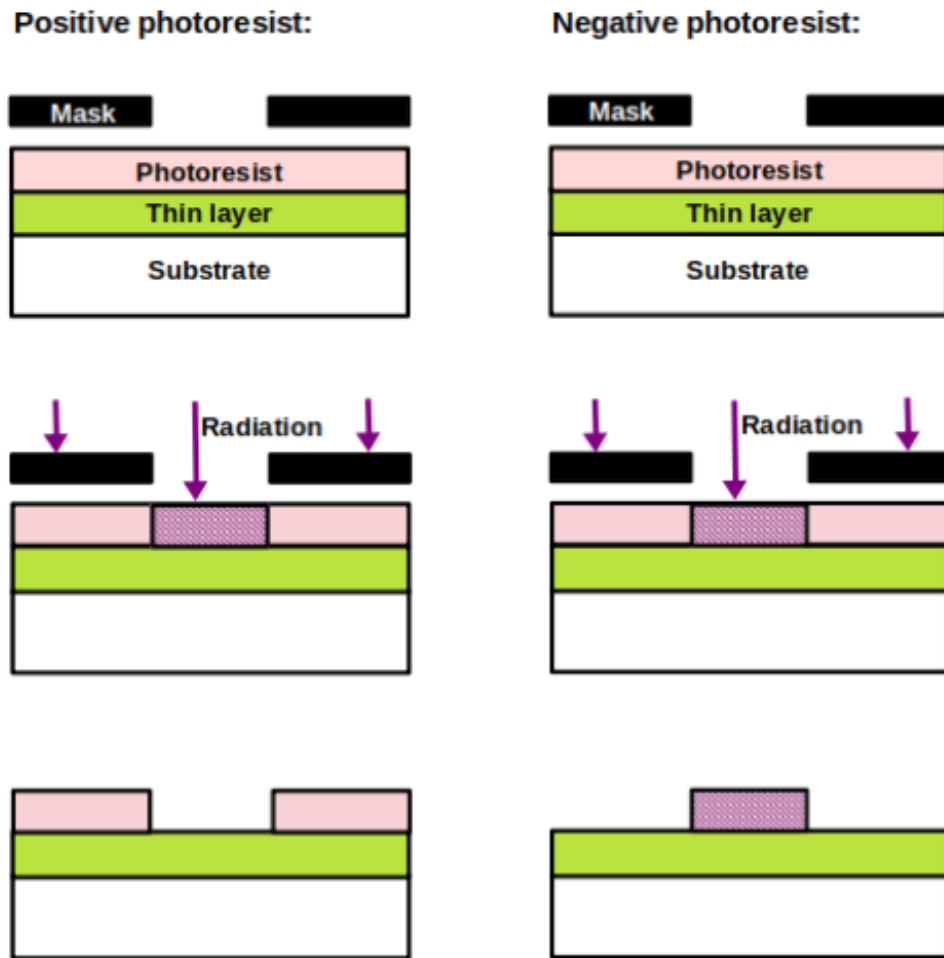 Positive photoresist:
Negative photoresist:
Mask
Mask
Photoresist
Photoresist
Thin layer
Thin layer
Substrate
Substrate
Radiation
Radiation